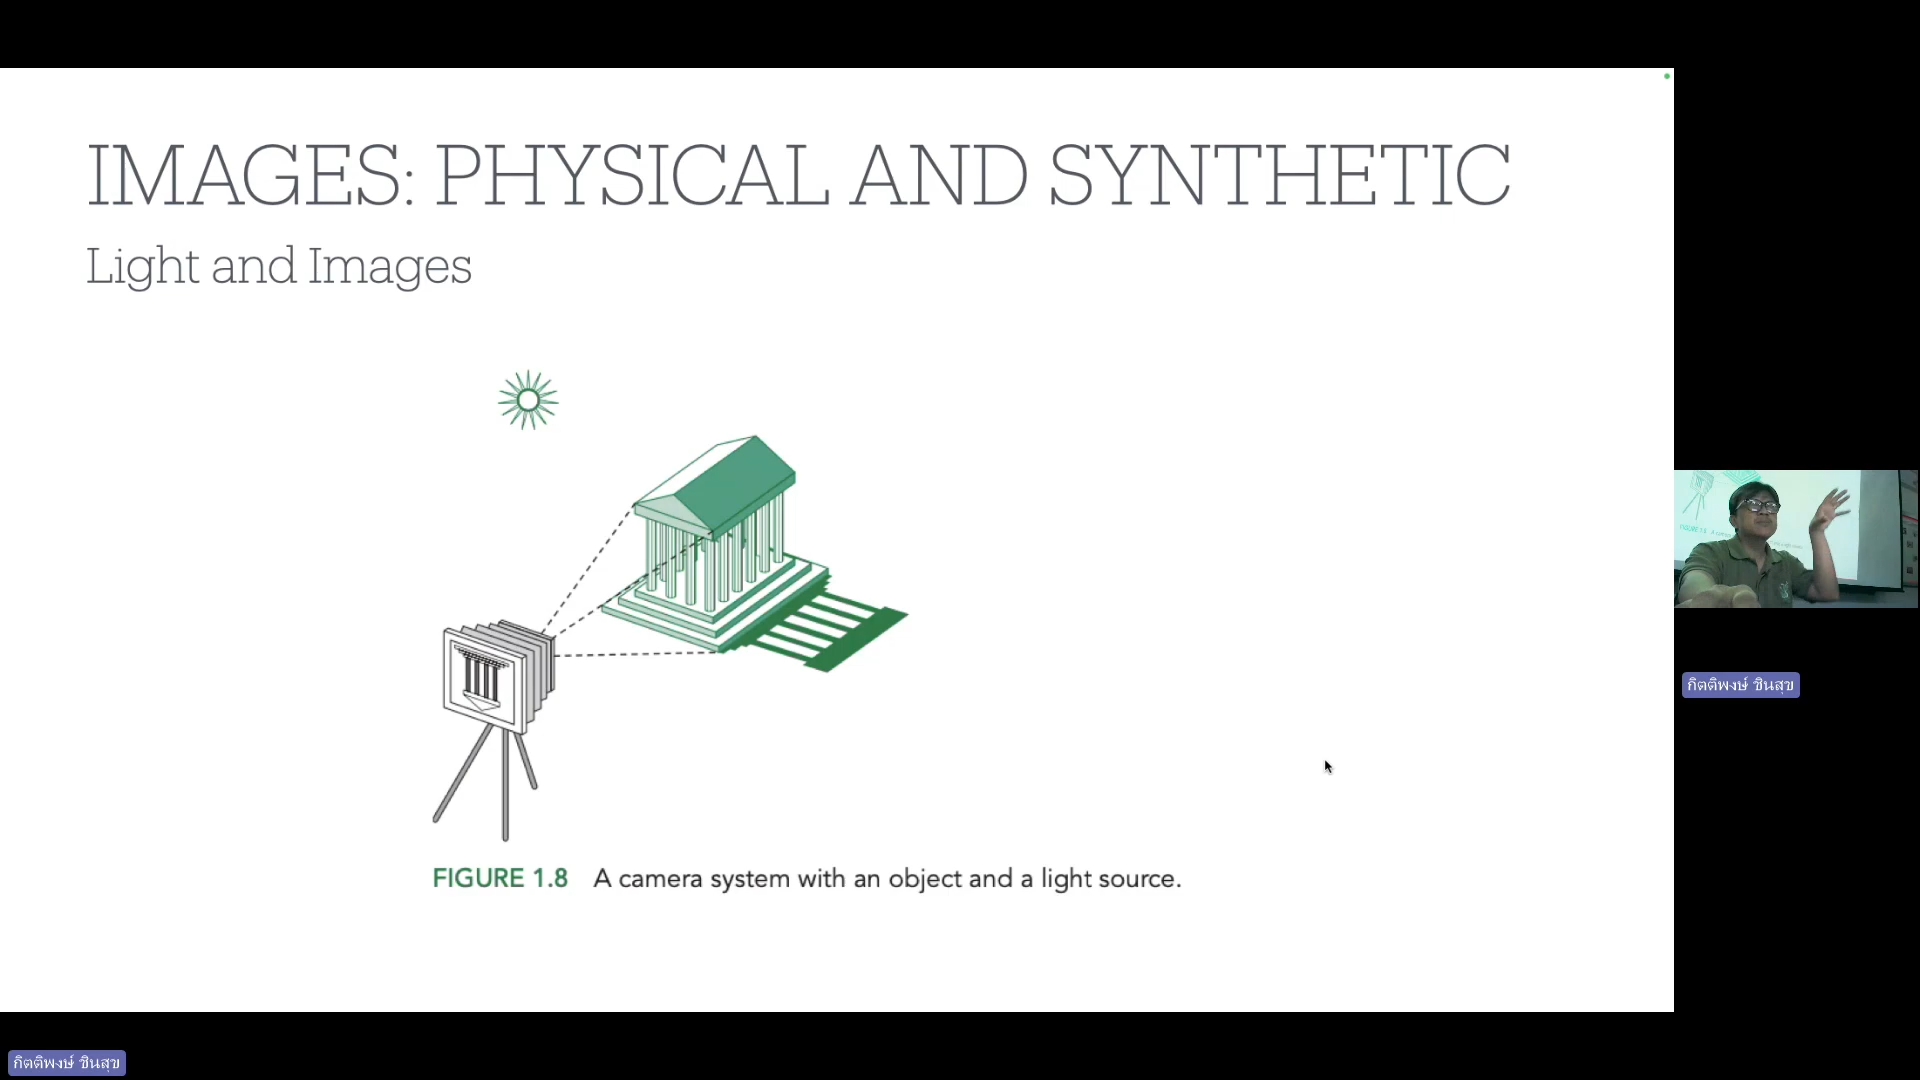 IMAGES: PHYSICAL AND SYNTHETIC
Light and Images
FIGURE 1.8 A camera system with an object and a light source.
กิตติพงษ์ ชินสุข
กิตติพงษ์ ชินสุข